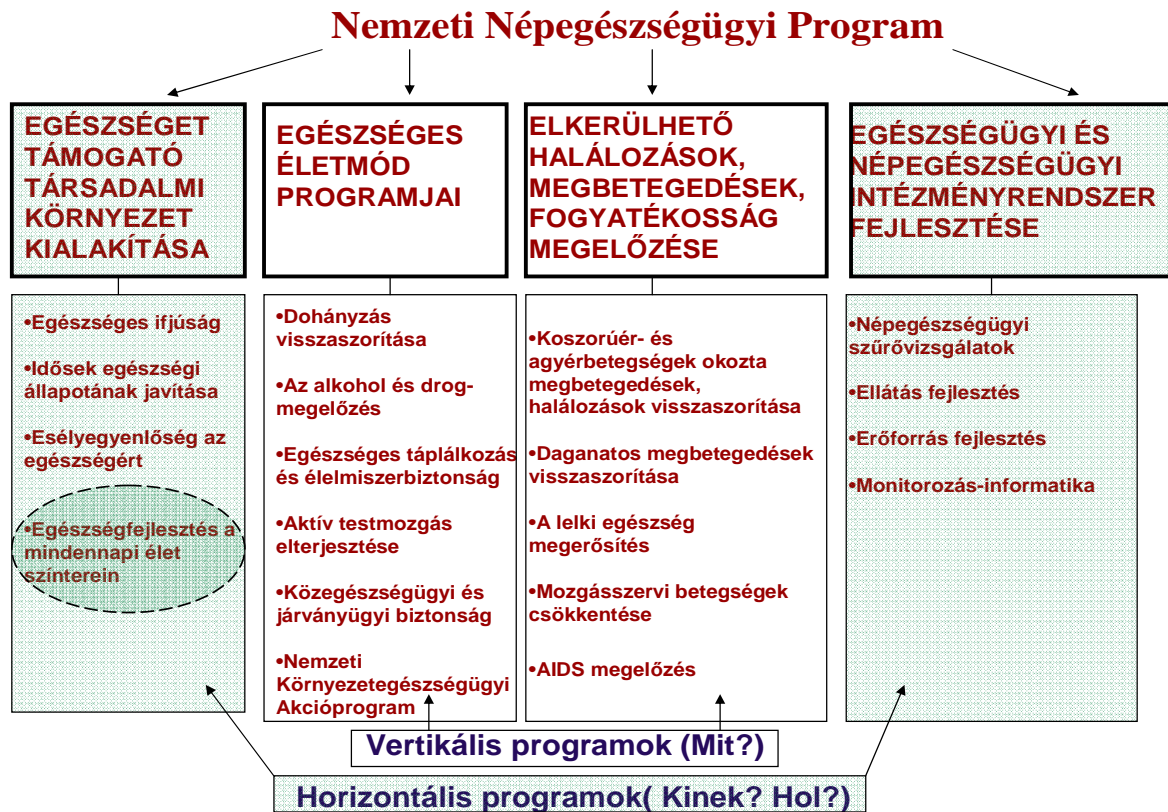 Nemzeti Népegészségügyi Program
EGÉSZSÉGET
TÁMOGATÓ
TÁRSADALMI
KÖRNYEZET
KIALAKÍTÁSA
EGÉSZSÉGES
ÉLETMÓD
PROGRAMJAI
ELKERÜLHETŐ
HALÁLOZÁSOK,
MEGBETEGEDÉSEK,
FOGYATÉKOSSÁG
MEGELŐZÉSE
EGÉSZSÉGÜGYI ÉS
NÉPEGÉSZSÉGÜGYI
INTÉZMÉNYRENDSZER
FEJLESZTÉSE
•Egészséges ifjúság
•Idősek egészségi
állapotának javítása
•Esélyegyenlőség az
egészségért
•Egészségfejlesztés a
mindennapi élet
színterein
•Dohányzás
visszaszorítása
•Az alkohol és drog-
megelőzés
•Egészséges táplálkozás
és élelmiszerbiztonság
•Aktív testmozgás
elterjesztése
•Közegészségügyi és
járványügyi biztonság
•Nemzeti
Környezetegészségügyi
Akcióprogram
•Koszorúér- és
agyérbetegségek okozta
megbetegedések,
halálozások visszaszorítása
•Daganatos megbetegedések
visszaszorítása
•A lelki egészség
megerősítés
•Mozgásszervi betegségek
csökkentése
•AIDS megelőzés
•Népegészségügyi
szűrővizsgálatok
•Ellátás fejlesztés
•Erőforrás fejlesztés
•Monitorozás-informatika
Vertikális programok (Mit?)
Horizontális programok( Kinek? Hol?)